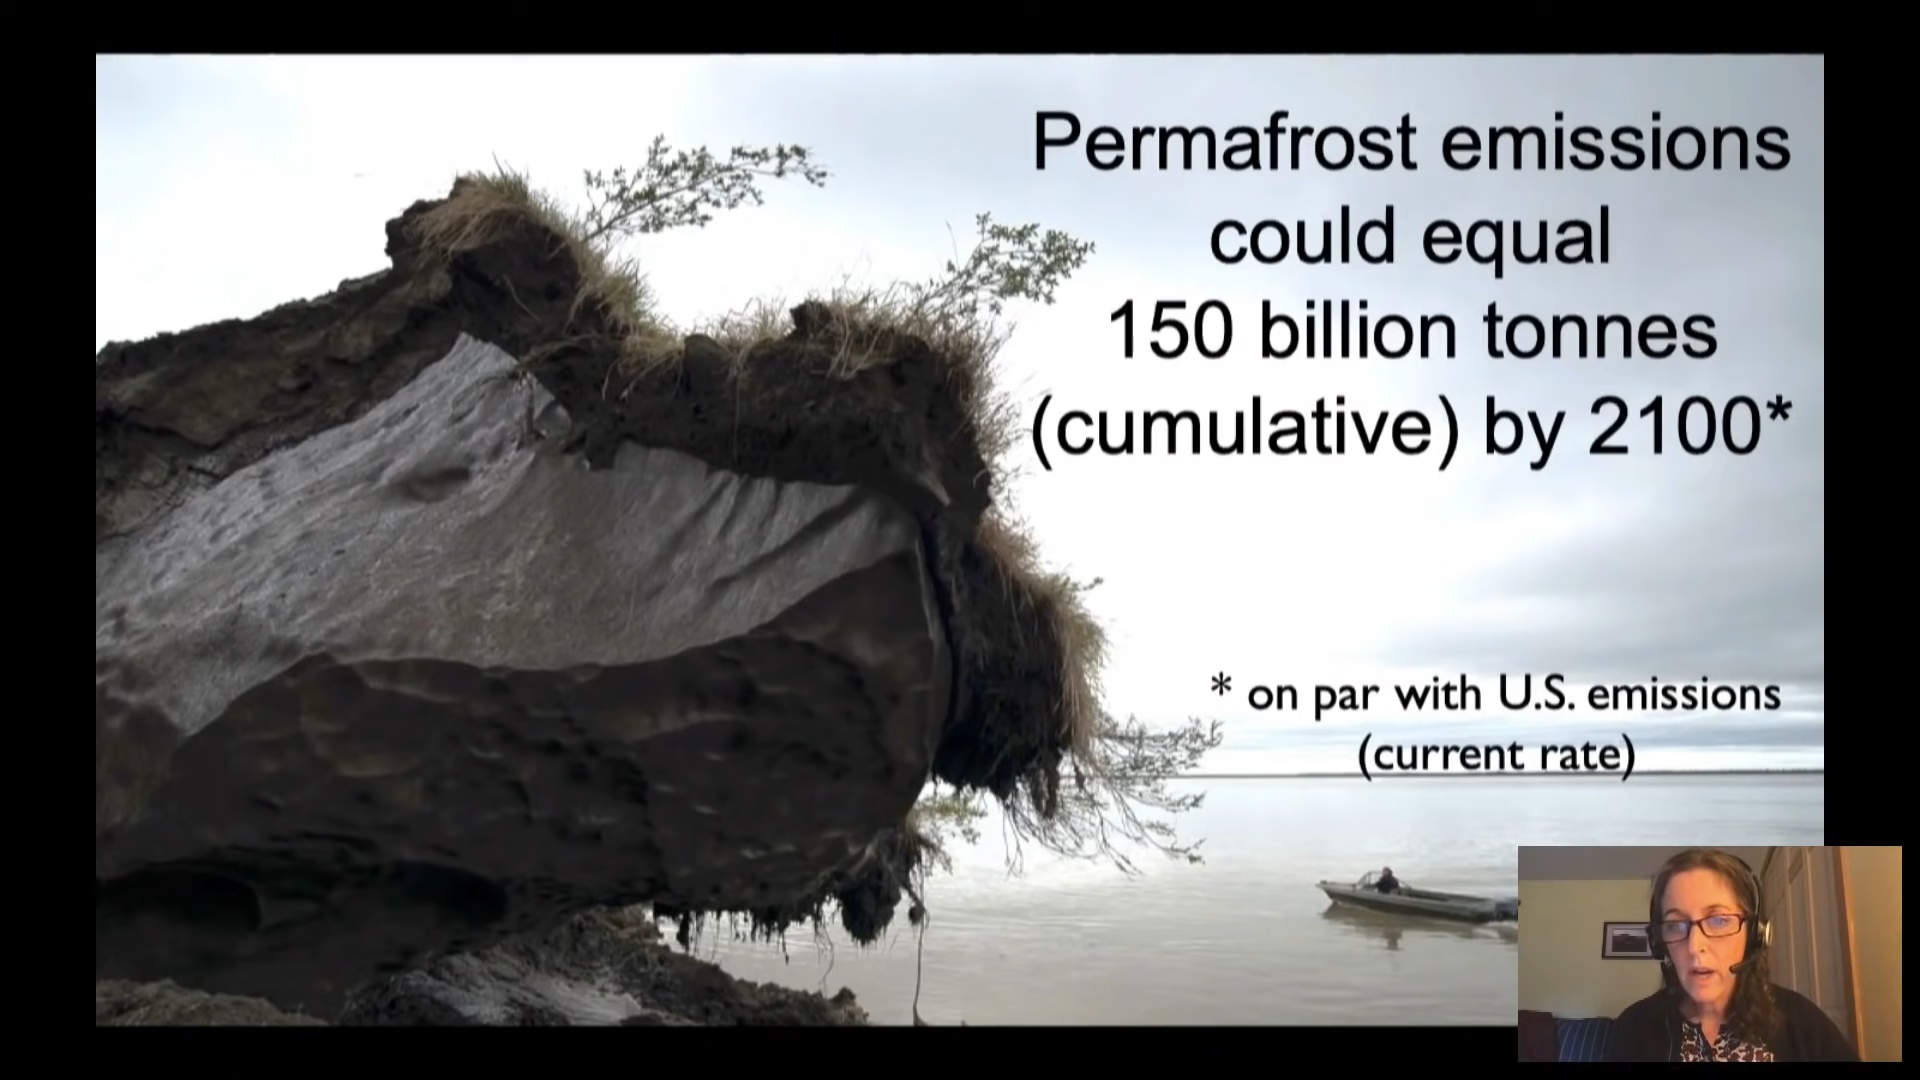 Permafrost emissions
could equal
150 billion tonnes
(cumulative) by 2100*
* on par with U.S. emissions
(current rate)